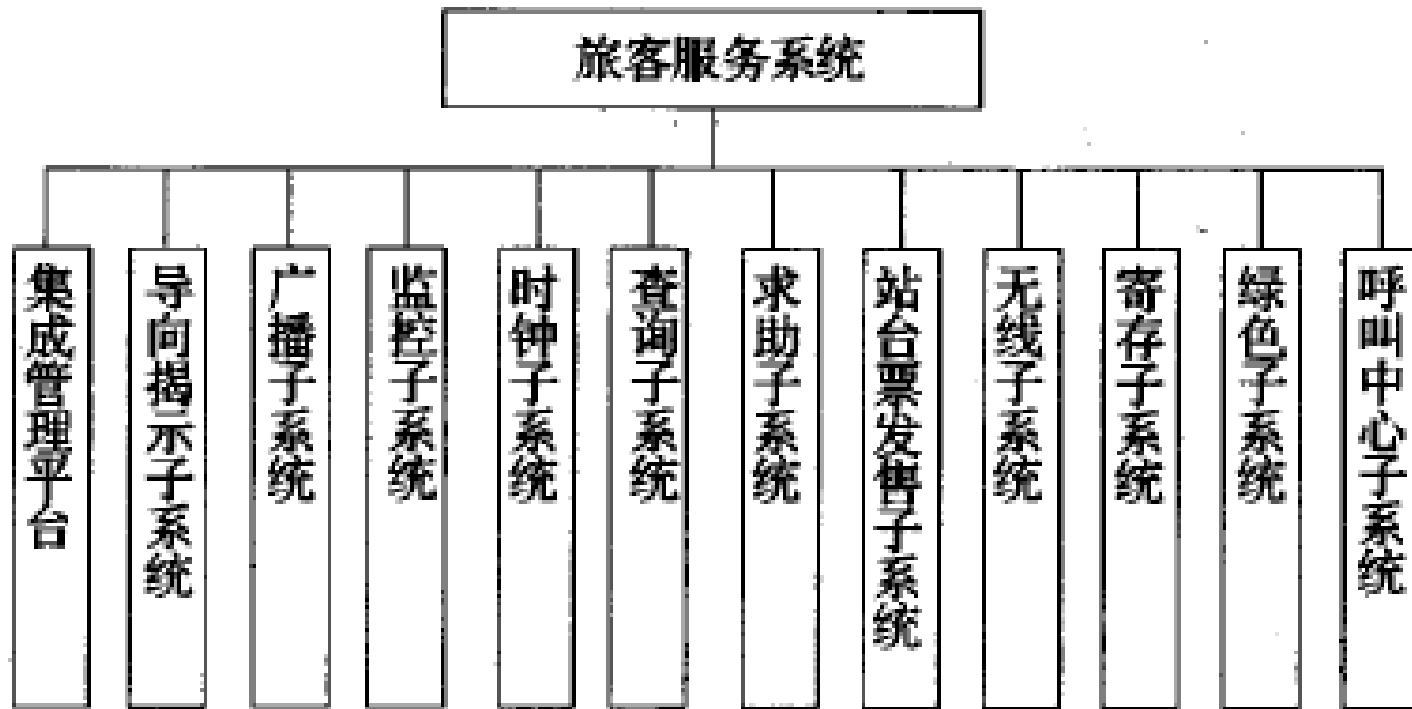 旅客服务系统
集成管理平台
导向揭示子系统
广播子系统
监控子系统
时钟子系统
查询子系统
求助子系统
站台票发售子系统
无线子系统
寄存子系统
绿色子系统
呼叫中心子系统